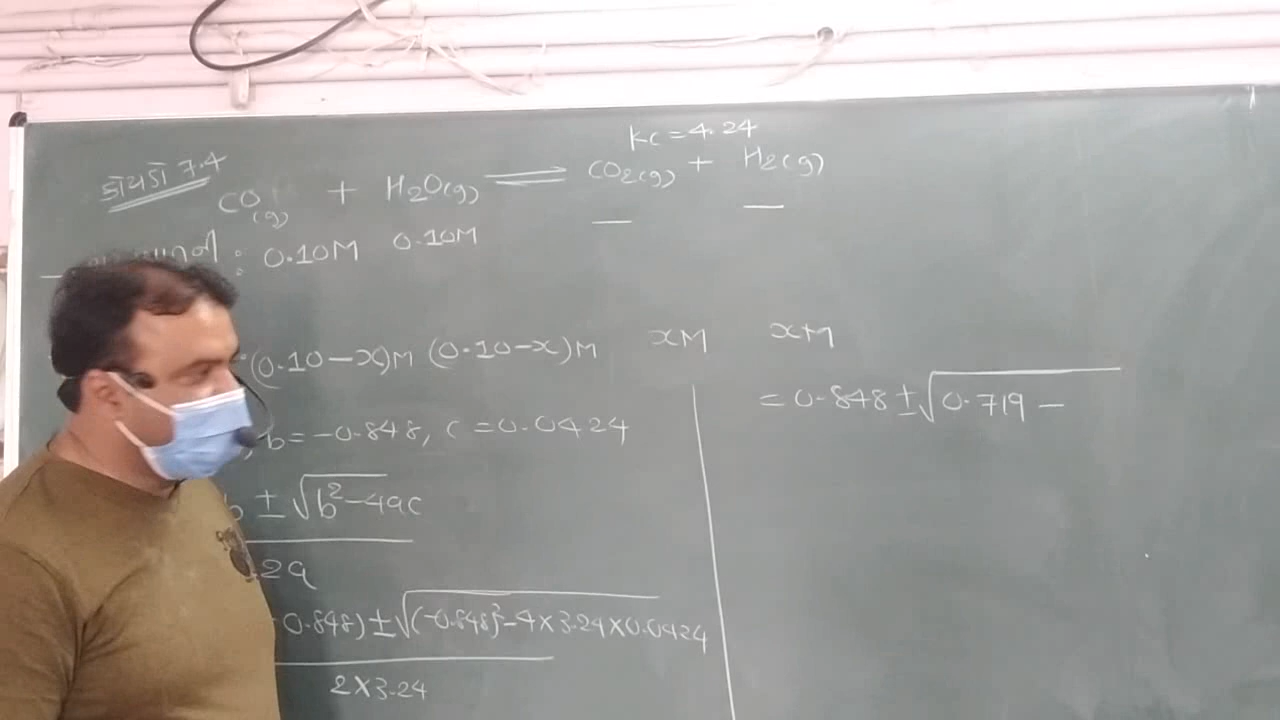 Kc = 4.24
કોયડો 7.4
CO(g) + H2O(g) ⇌ CO2(g) + H2(g)
: 0.10M 0.10M — —
(0.10-x)M (0.10-x)M xM xM
b = -0.848, c = 0.0424
b ± √b²-4ac
2a
0.848) ± √(-0.848)²-4×3.24×0.0424
2×3.24
= 0.848 ± √0.719 -